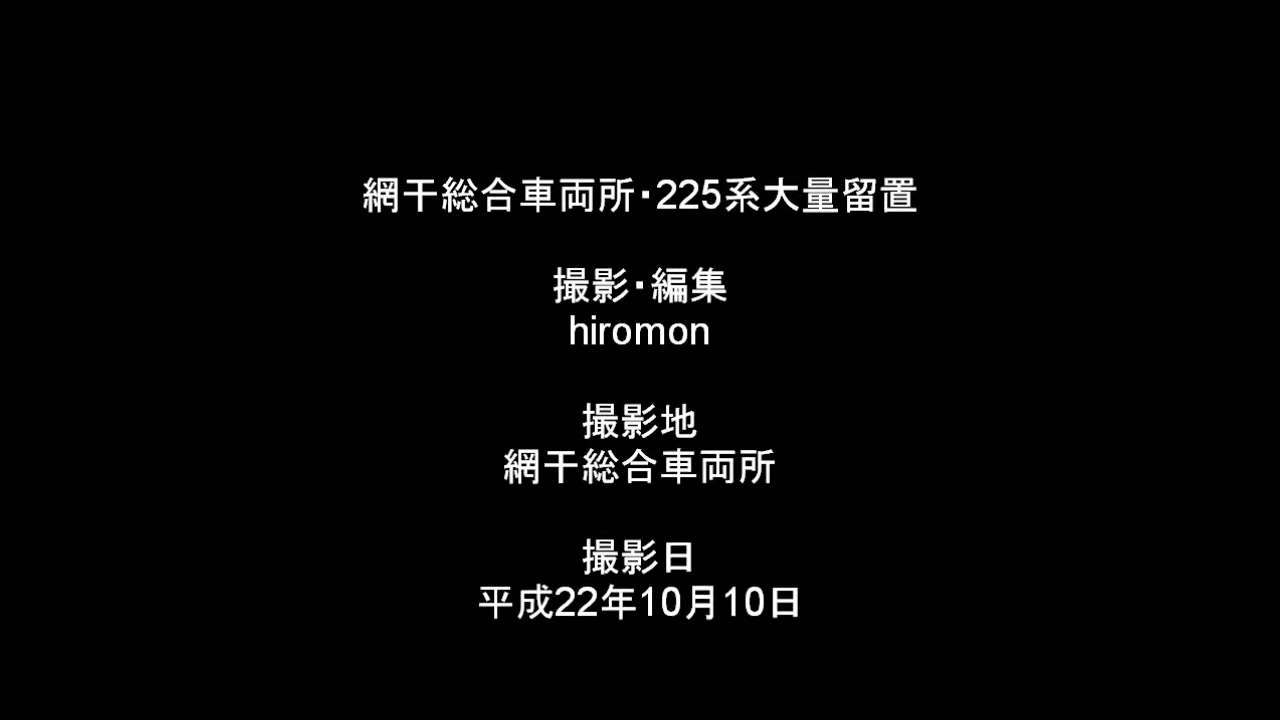 網干総合車両所・225系大量留置
撮影・編集
hiromon
撮影地
網干総合車両所
撮影日
平成22年10月10日